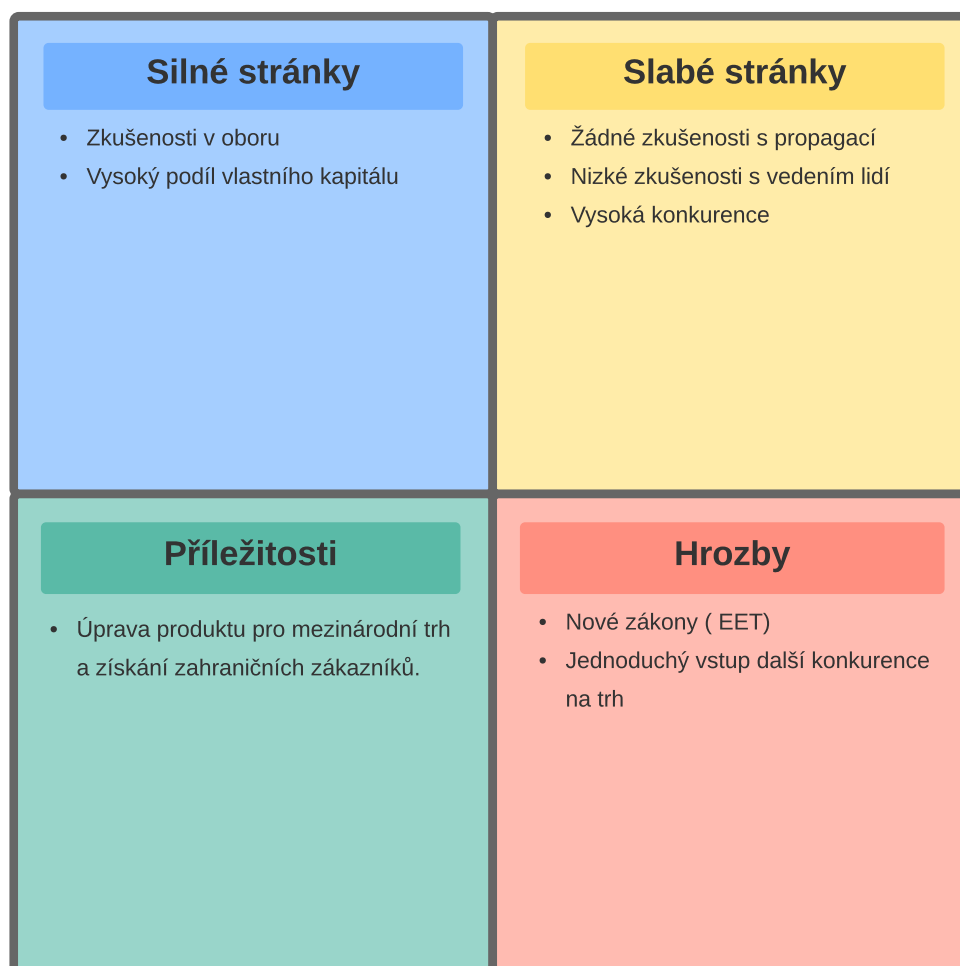 Silné stránky
• Zkušenosti v oboru
• Vysoký podíl vlastního kapitálu
Slabé stránky
• Žádné zkušenosti s propagací
• Nizké zkušenosti s vedením lidí
• Vysoká konkurence
Příležitosti
• Úprava produktu pro mezinárodní trh
a získání zahraničních zákazníků.
Hrozby
• Nové zákony ( EET)
• Jednoduchý vstup další konkurence
na trh